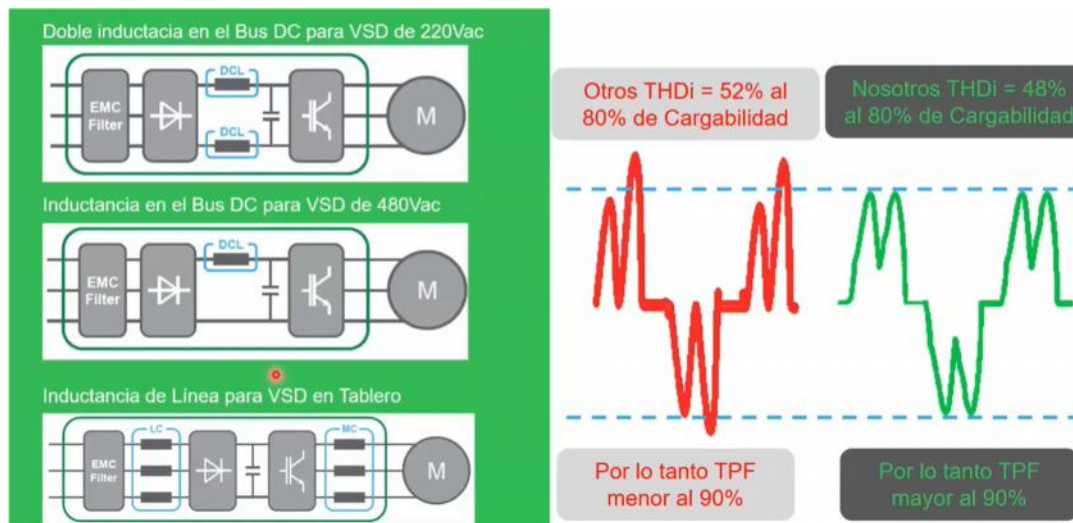 Doble inductacia en el Bus DC para VSD de 220Vac
DCL
EMC
Filter
DCL
M
Inductancia en el Bus DC para VSD de 480Vac
DCL
EMC
Filter
M
Inductancia de Línea para VSD en Tablero
LC
MC
EMC
Filter
M
Otros THDi = 52% al
80% de Cargabilidad
Nosotros THDi = 48%
al 80% de Cargabilidad
Por lo tanto TPF
menor al 90%
Por lo tanto TPF
mayor al 90%